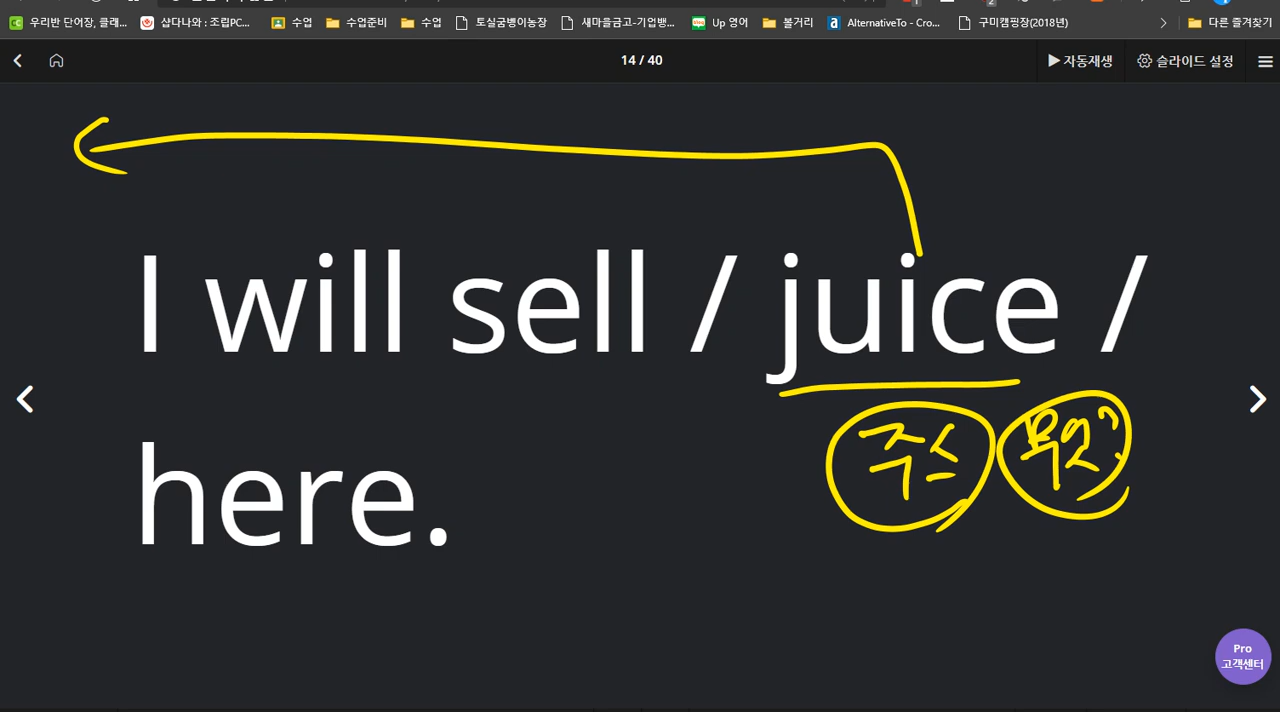 우리반 단어장, 클래... 샵다나와 : 조립PC... 수업 수업준비 수업 토실굼벵이농장 새마을금고-기업뱅... Up 영어 볼거리 AlternativeTo - Cro... 구미캠핑장(2018년) 다른 즐겨찾기
14 / 40 자동재생 슬라이드 설정
I will sell / juice /
here.
주스 무엇
Pro
고객센터